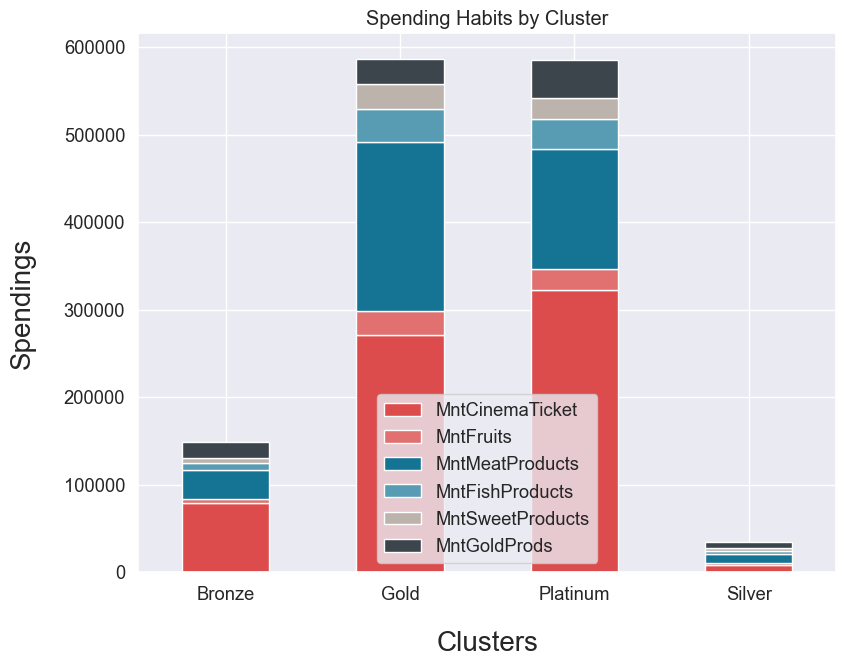 Spending Habits by Cluster
600000
500000
400000
300000
200000
100000
0
Spendings
MntCinemaTicket
MntFruits
MntMeatProducts
MntFishProducts
MntSweetProducts
MntGoldProds
Bronze Gold Platinum Silver
Clusters